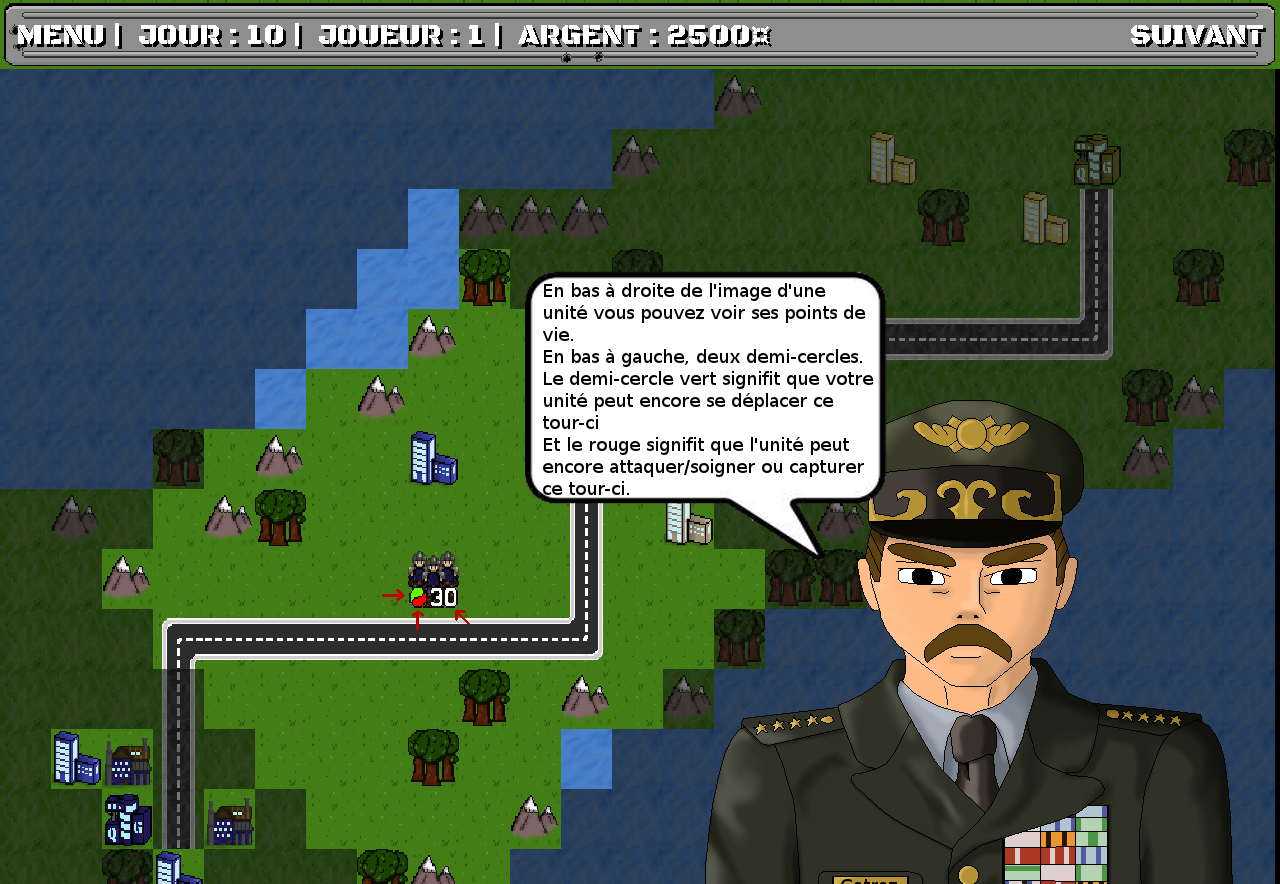 MENU | JOUR : 10 | JOUEUR : 1 | ARGENT : 2500¤ SUIVANT
En bas à droite de l'image d'une
unité vous pouvez voir ses points de
vie.
En bas à gauche, deux demi-cercles.
Le demi-cercle vert signifit que votre
unité peut encore se déplacer ce
tour-ci
Et le rouge signifit que l'unité peut
encore attaquer/soigner ou capturer
ce tour-ci.
30